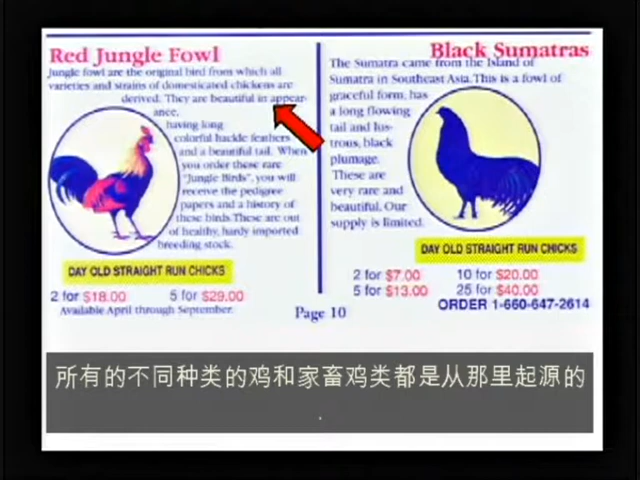 Red Jungle Fowl
Jungle fowl are the original bird from which all
varieties and strains of domesticated chickens are
derived. They are beautiful in appear-
ance,
having long
colorful hackle feathers
and a beautiful tail. When
you order these rare
"Jungle Birds", you will
receive the pedigree
papers and a history of
these birds. These are out
of healthy, hardy imported
breeding stock.
DAY OLD STRAIGHT RUN CHICKS
2 for $18.00 5 for $29.00
Available April through September.
Black Sumatras
The Sumatra came from the Island of
Sumatra in Southeast Asia. This is a fowl of
graceful form, has
a long flowing
tail and lus-
trous, black
plumage.
These are
very rare and
beautiful. Our
supply is limited.
DAY OLD STRAIGHT RUN CHICKS
2 for $7.00 10 for $20.00
5 for $13.00 25 for $40.00
ORDER 1-660-647-2614
Page 10
所有的不同种类的鸡和家畜鸡类都是从那里起源的
.